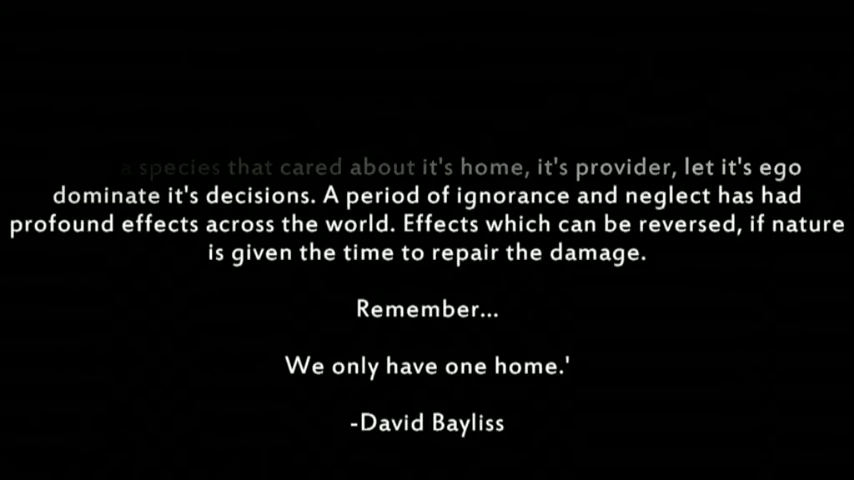 a species that cared about it's home, it's provider, let it's ego
dominate it's decisions. A period of ignorance and neglect has had
profound effects across the world. Effects which can be reversed, if nature
is given the time to repair the damage.
Remember...
We only have one home.'
-David Bayliss